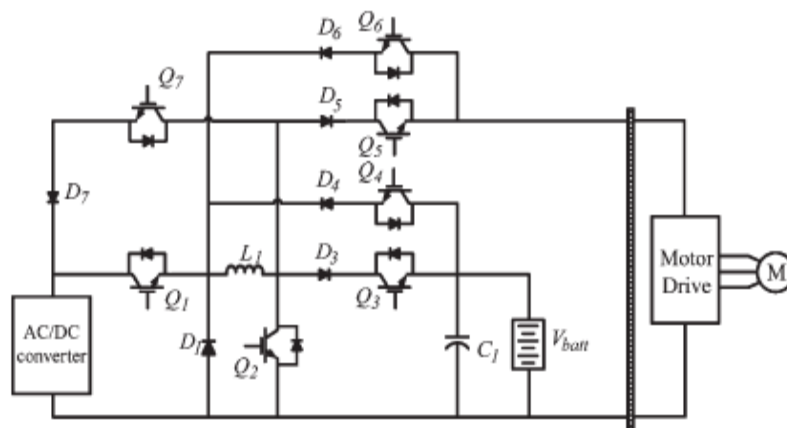 D6
Q6
Q7
D5
Q5
D4
Q4
D7
L1
D3
Q1
Q3
AC/DC
converter
D1
Q2
C1
Vbatt
Motor
Drive
M